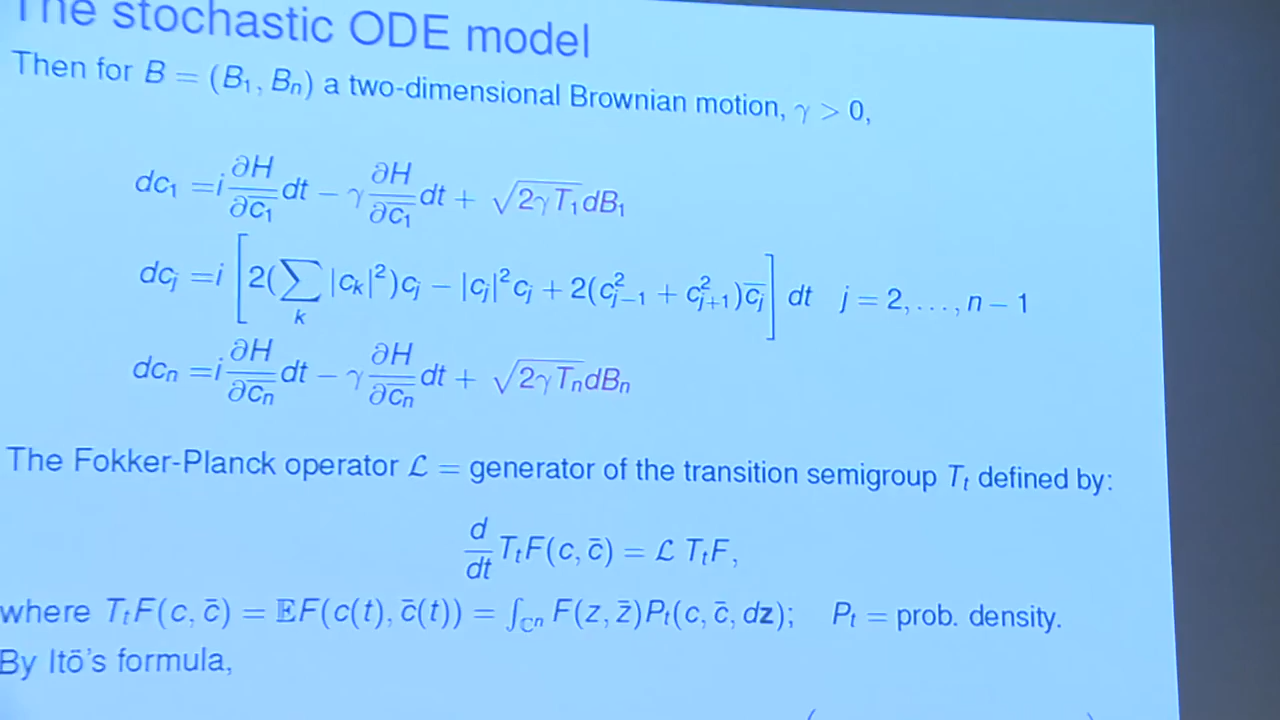 The stochastic ODE model
Then for B = (B₁, Bₙ) a two-dimensional Brownian motion, γ > 0,
dc₁ = i ∂H/∂c̅₁ dt − γ ∂H/∂c̅₁ dt + √(2γT₁) dB₁
dcⱼ = i [2(∑ₖ |cₖ|²)cⱼ − |cⱼ|²cⱼ + 2(c²ⱼ₋₁ + c²ⱼ₊₁)c̅ⱼ] dt j = 2, . . . , n − 1
dcₙ = i ∂H/∂c̅ₙ dt − γ ∂H/∂c̅ₙ dt + √(2γTₙ) dBₙ
The Fokker-Planck operator ℒ = generator of the transition semigroup Tₜ defined by:
d/dt TₜF(c, c̄) = ℒ TₜF,
where TₜF(c, c̄) = 𝔼F(c(t), c̄(t)) = ∫_ℂⁿ F(z, z̄)Pₜ(c, c̄, dz); Pₜ = prob. density.
By Itō's formula,